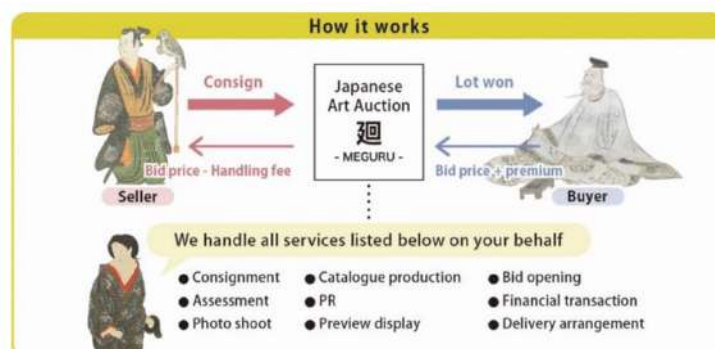 How it works
Consign
Japanese
Art Auction
廻
- MEGURU -
Lot won
Bid price - Handling fee
Bid price + premium
Seller
Buyer
We handle all services listed below on your behalf
● Consignment
● Catalogue production
● Bid opening
● Assessment
● PR
● Financial transaction
● Photo shoot
● Preview display
● Delivery arrangement